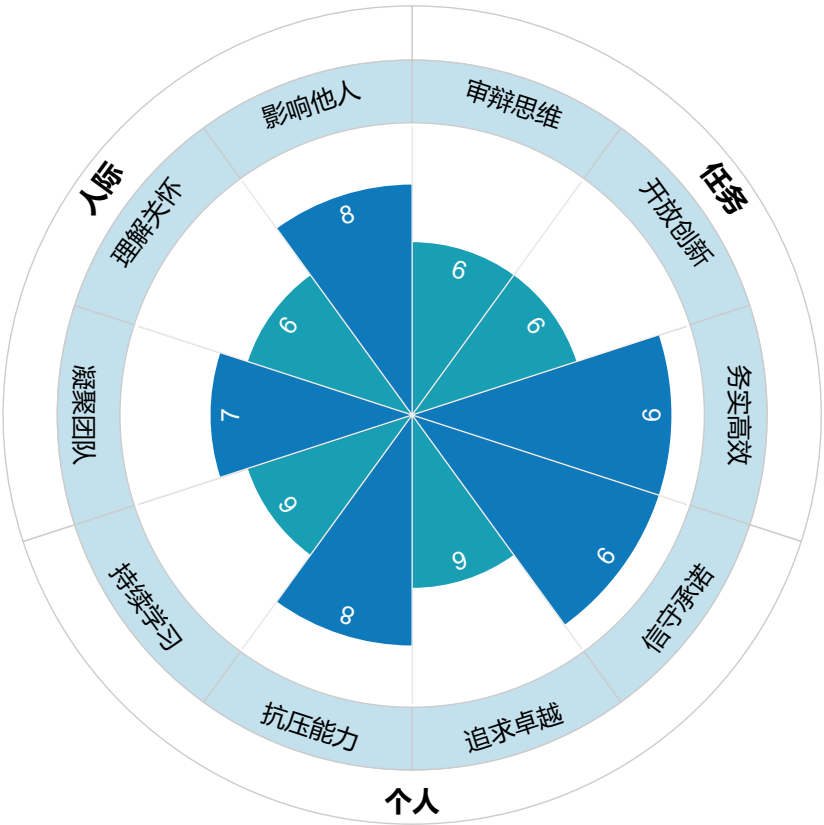 任务
审辩思维
6
开放创新
6
务实高效
9
个人
信守承诺
9
追求卓越
6
抗压能力
8
持续学习
6
人际
凝聚团队
7
理解关怀
6
影响他人
8